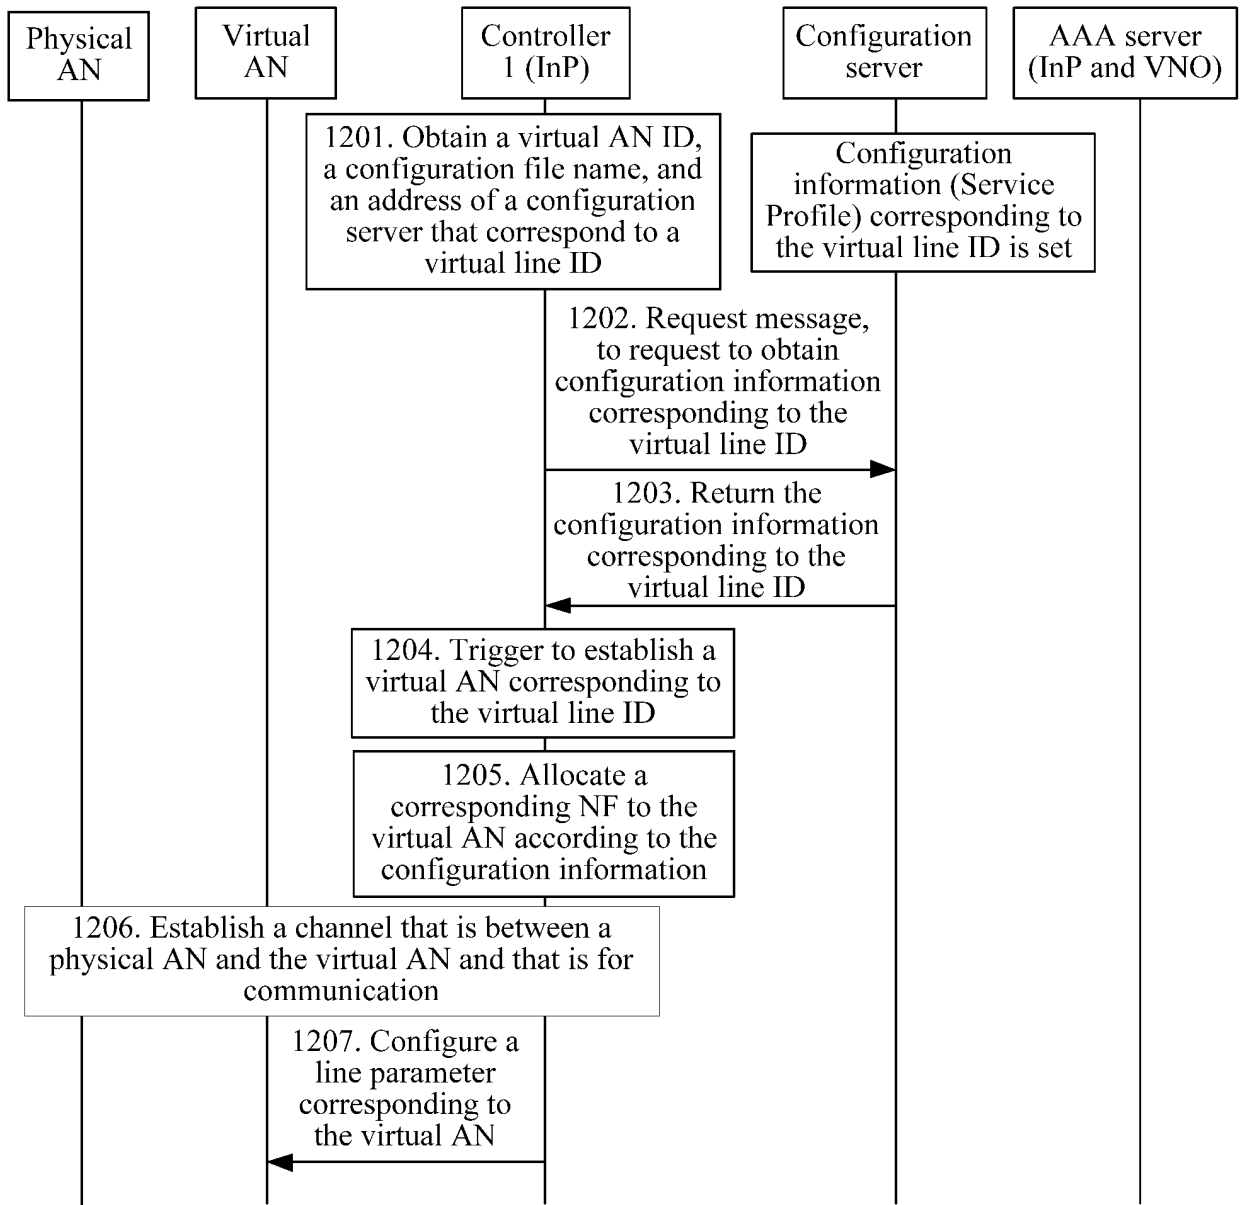 Physical
AN
Virtual
AN
Controller
1 (InP)
Configuration
server
AAA server
(InP and VNO)
1201. Obtain a virtual AN ID,
a configuration file name, and
an address of a configuration
server that correspond to a
virtual line ID
Configuration
information (Service
Profile) corresponding to
the virtual line ID is set
1202. Request message,
to request to obtain
configuration information
corresponding to the
virtual line ID
1203. Return the
configuration information
corresponding to the
virtual line ID
1204. Trigger to establish a
virtual AN corresponding to
the virtual line ID
1205. Allocate a
corresponding NF to the
virtual AN according to the
configuration information
1206. Establish a channel that is between a
physical AN and the virtual AN and that is for
communication
1207. Configure a
line parameter
corresponding to
the virtual AN